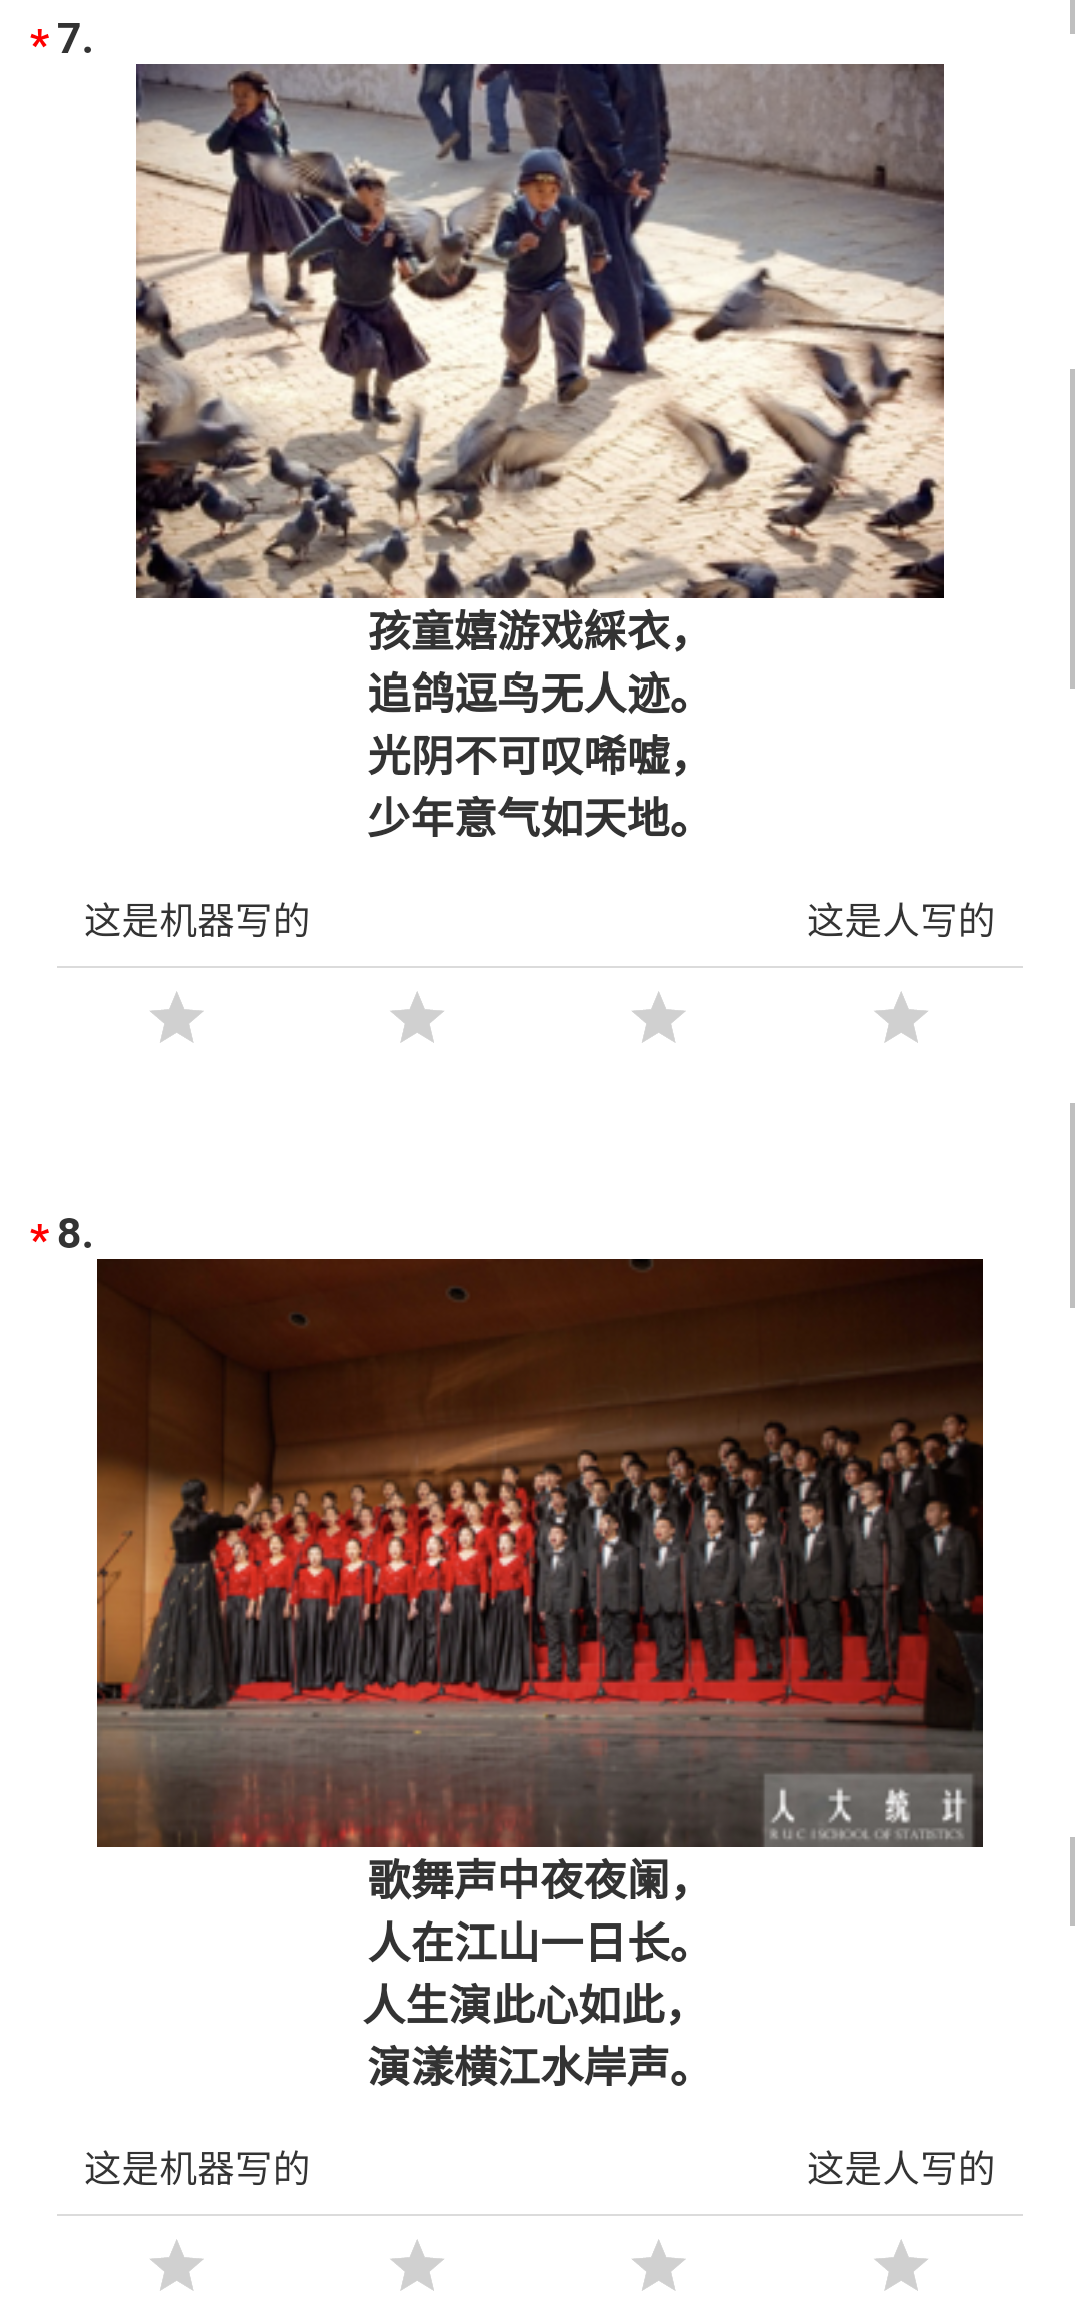 *7.
孩童嬉游戏綵衣，
追鸽逗鸟无人迹。
光阴不可叹唏嘘，
少年意气如天地。
这是机器写的 这是人写的
*8.
人大统计
RUC | SCHOOL OF STATISTICS
歌舞声中夜夜阑，
人在江山一日长。
人生演此心如此，
演漾横江水岸声。
这是机器写的 这是人写的